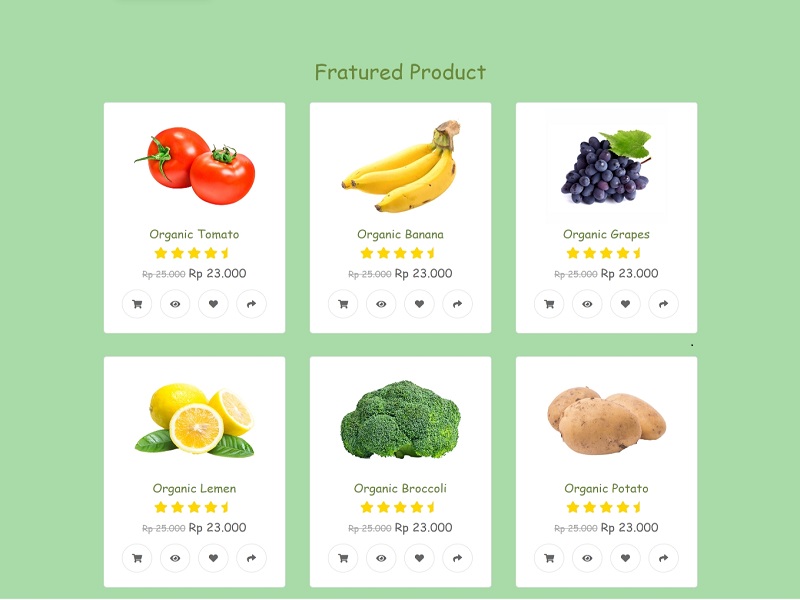 Fratured Product
Organic Tomato
Rp 25.000 Rp 23.000
Organic Banana
Rp 25.000 Rp 23.000
Organic Grapes
Rp 25.000 Rp 23.000
Organic Lemen
Rp 25.000 Rp 23.000
Organic Broccoli
Rp 25.000 Rp 23.000
Organic Potato
Rp 25.000 Rp 23.000